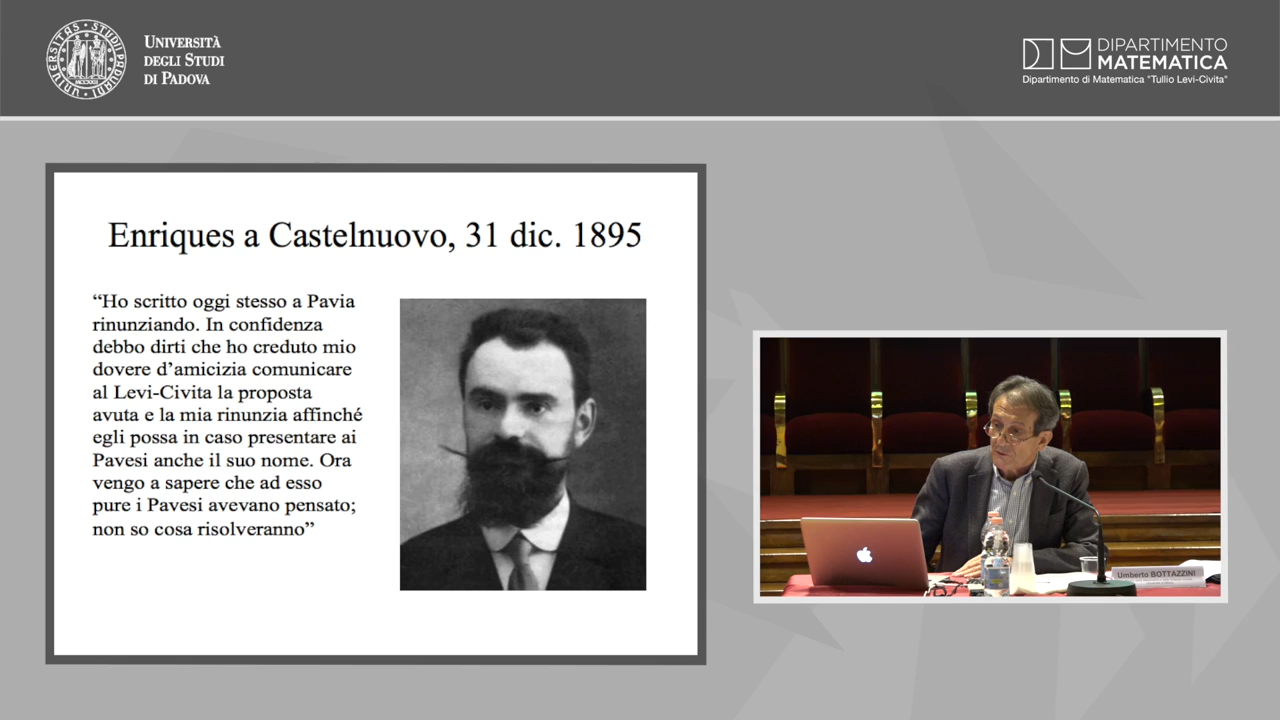 UNIVERSITÀ
DEGLI STUDI
DI PADOVA
DIPARTIMENTO
MATEMATICA
Dipartimento di Matematica "Tullio Levi-Civita"
Enriques a Castelnuovo, 31 dic. 1895
“Ho scritto oggi stesso a Pavia
rinunziando. In confidenza
debbo dirti che ho creduto mio
dovere d’amicizia comunicare
al Levi-Civita la proposta
avuta e la mia rinunzia affinché
egli possa in caso presentare ai
Pavesi anche il suo nome. Ora
vengo a sapere che ad esso
pure i Pavesi avevano pensato;
non so cosa risolveranno”
Umberto BOTTAZZINI